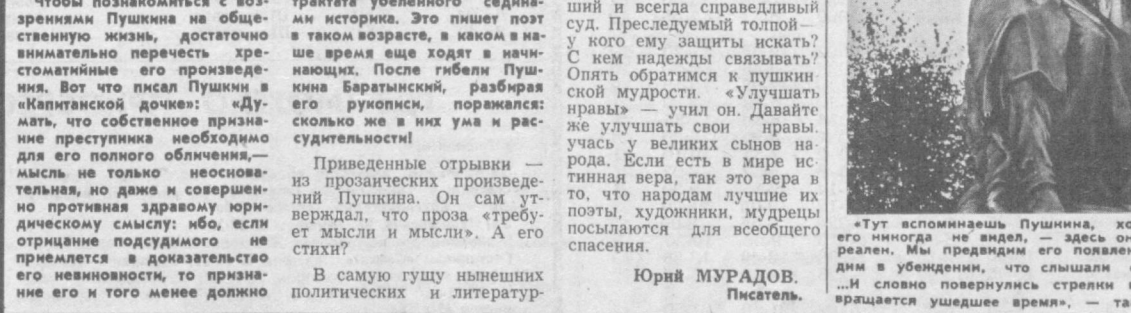 Чтобы познакомиться с воз-
зрениями Пушкина на обще-
ственную жизнь, достаточно
внимательно перечесть хре-
стоматийные его произведе-
ния. Вот что писал Пушкин в
«Капитанской дочке»: «Ду-
мать, что собственное призна-
ние преступника необходимо
для его полного обличения,—
мысль не только неоснова-
тельная, но даже и совершен-
но противная здравому юри-
дическому смыслу: ибо, если
отрицание подсудимого не
приемлется в доказательство
его невиновности, то призна-
ние его и того менее должно
трактата убеленного седина-
ми историка. Это пишет поэт
в таком возрасте, в каком в на-
ше время еще ходят в начи-
нающих. После гибели Пуш-
кина Баратынский, разбирая
его рукописи, поражался:
сколько же в них ума и рас-
судительности!
Приведенные отрывки —
из прозаических произведе-
ний Пушкина. Он сам ут-
верждал, что проза «требу-
ет мысли и мысли». А его
стихи?
В самую гущу нынешних
политических и литератур-
ший и всегда справедливый
суд. Преследуемый толпой—
у кого ему защиты искать?
С кем надежды связывать?
Опять обратимся к пушкин
ской мудрости. «Улучшать
нравы» — учил он. Давайте
же улучшать свои нравы.
учась у великих сынов на-
рода. Если есть в мире ис-
тинная вера, так это вера в
то, что народам лучшие их
поэты, художники, мудрецы
посылаются для всеобщего
спасения.
Юрий МУРАДОВ.
Писатель.
«Тут вспоминаешь Пушкина, хо
его никогда не видел, — здесь он
реален. Мы предвидим его появлен
дим в убеждении, что слышали
...И словно повернулись стрелки
вращается ушедшее время», — та